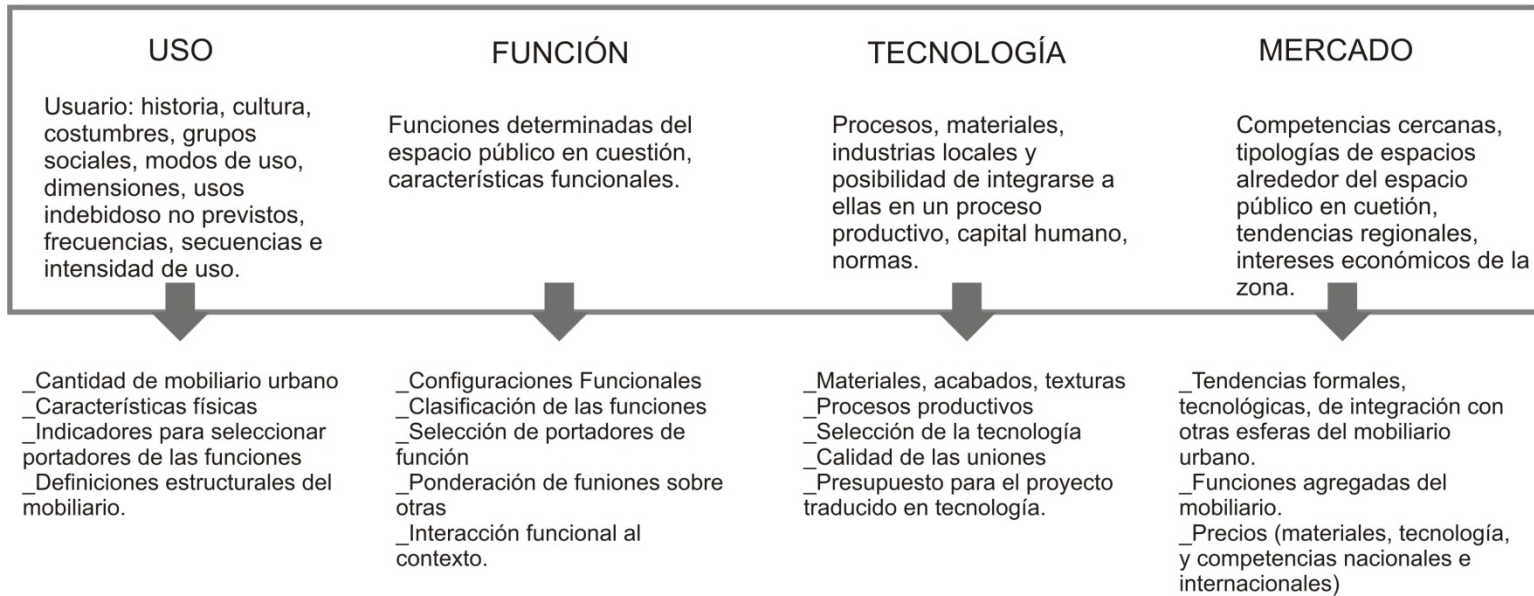 USO
Usuario: historia, cultura,
costumbres, grupos
sociales, modos de uso,
dimensiones, usos
indebidoso no previstos,
frecuencias, secuencias e
intensidad de uso.
FUNCIÓN
Funciones determinadas del
espacio público en cuestión,
características funcionales.
TECNOLOGÍA
Procesos, materiales,
industrias locales y
posibilidad de integrarse a
ellas en un proceso
productivo, capital humano,
normas.
MERCADO
Competencias cercanas,
tipologías de espacios
alrededor del espacio
público en cuetión,
tendencias regionales,
intereses económicos de la
zona.
_Cantidad de mobiliario urbano
_Características físicas
_Indicadores para seleccionar
portadores de las funciones
_Definiciones estructurales del
mobiliario.
_Configuraciones Funcionales
_Clasificación de las funciones
_Selección de portadores de
función
_Ponderación de funiones sobre
otras
_Interacción funcional al
contexto.
_Materiales, acabados, texturas
_Procesos productivos
_Selección de la tecnología
_Calidad de las uniones
_Presupuesto para el proyecto
traducido en tecnología.
_Tendencias formales,
tecnológicas, de integración con
otras esferas del mobiliario
urbano.
_Funciones agregadas del
mobiliario.
_Precios (materiales, tecnología,
y competencias nacionales e
internacionales)